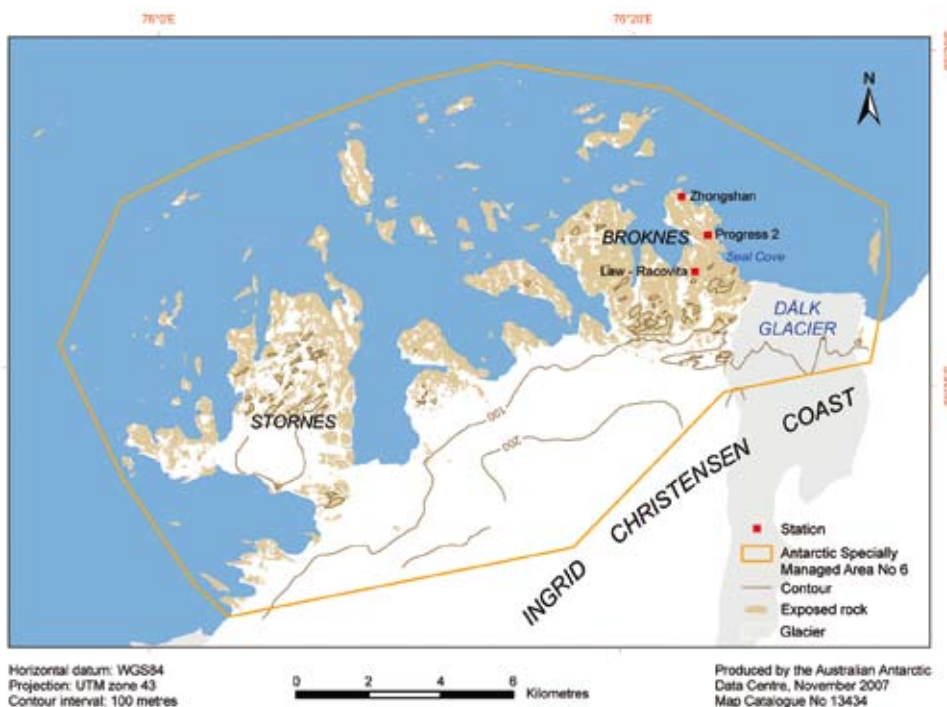 76°0'E
76°20'E
N
Zhongshan
BROKNES
Progress 2
Seal Cove
Law - Racovita
DÄLK
GLACIER
100
200
STORNES
INGRID CHRISTENSEN COAST
Station
Antarctic Specially
Managed Area No 6
Contour
Exposed rock
Glacier
Horizontal datum: WGS84
Projection: UTM zone 43
Contour interval: 100 metres
0 2 4 6
Kilometres
Produced by the Australian Antarctic
Data Centre, November 2007
Map Catalogue No 13434